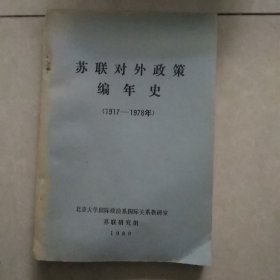 苏联对外政策
编年史
(1917—1978年)
北京大学国际政治系国际关系教研室
苏联研究组
1980